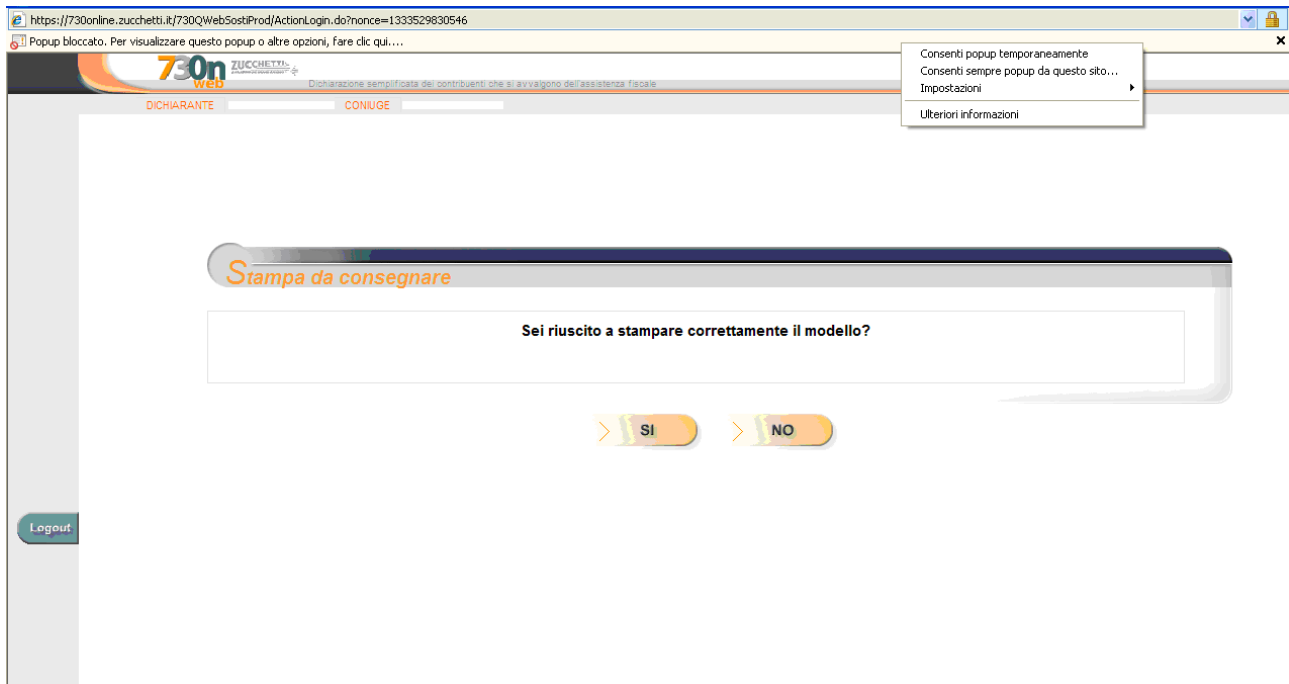 https://730online.zucchetti.it/730QWebSostiProd/ActionLogin.do?nonce=1333529830546
Popup bloccato. Per visualizzare questo popup o altre opzioni, fare clic qui....
Consenti popup temporaneamente
Consenti sempre popup da questo sito...
Impostazioni
Ulteriori informazioni
730n
web
ZUCCHETTI
Dichiarazione semplificata dei contribuenti che si avvalgono dell'assistenza fiscale
DICHIARANTE
CONIUGE
Stampa da consegnare
Sei riuscito a stampare correttamente il modello?
SI
NO
Logout